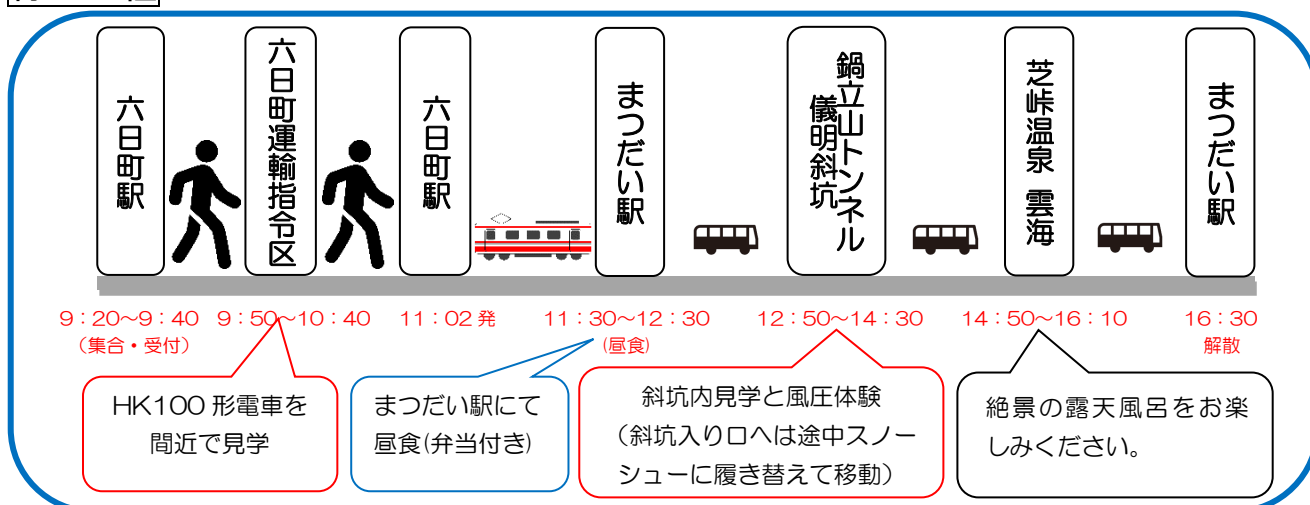 六日町駅
六日町運輸指令区
六日町駅
まつだい駅
鍋立山トンネル
儀明斜坑
芝峠温泉 雲海
まつだい駅
9:20～9:40
(集合・受付)
9:50～10:40
11:02 発
11:30～12:30
(昼食)
12:50～14:30
14:50～16:10
16:30
解散
HK100 形電車を
間近で見学
まつだい駅にて
昼食(弁当付き)
斜坑内見学と風圧体験
(斜坑入り口へは途中スノー
シューに履き替えて移動)
絶景の露天風呂をお楽
しみください。